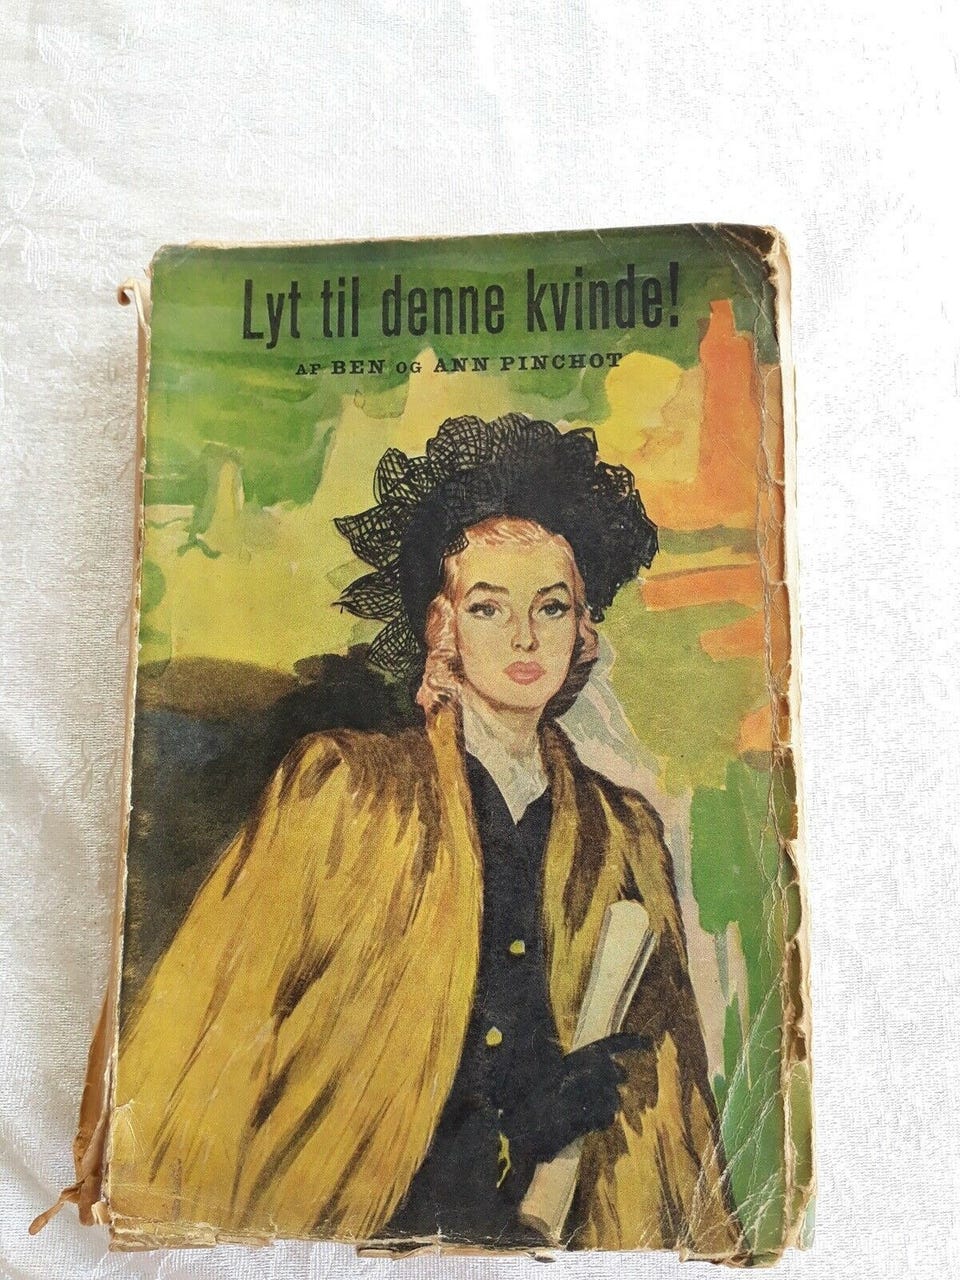 Lyt til denne kvinde!
AF BEN OG ANN PINCHOT